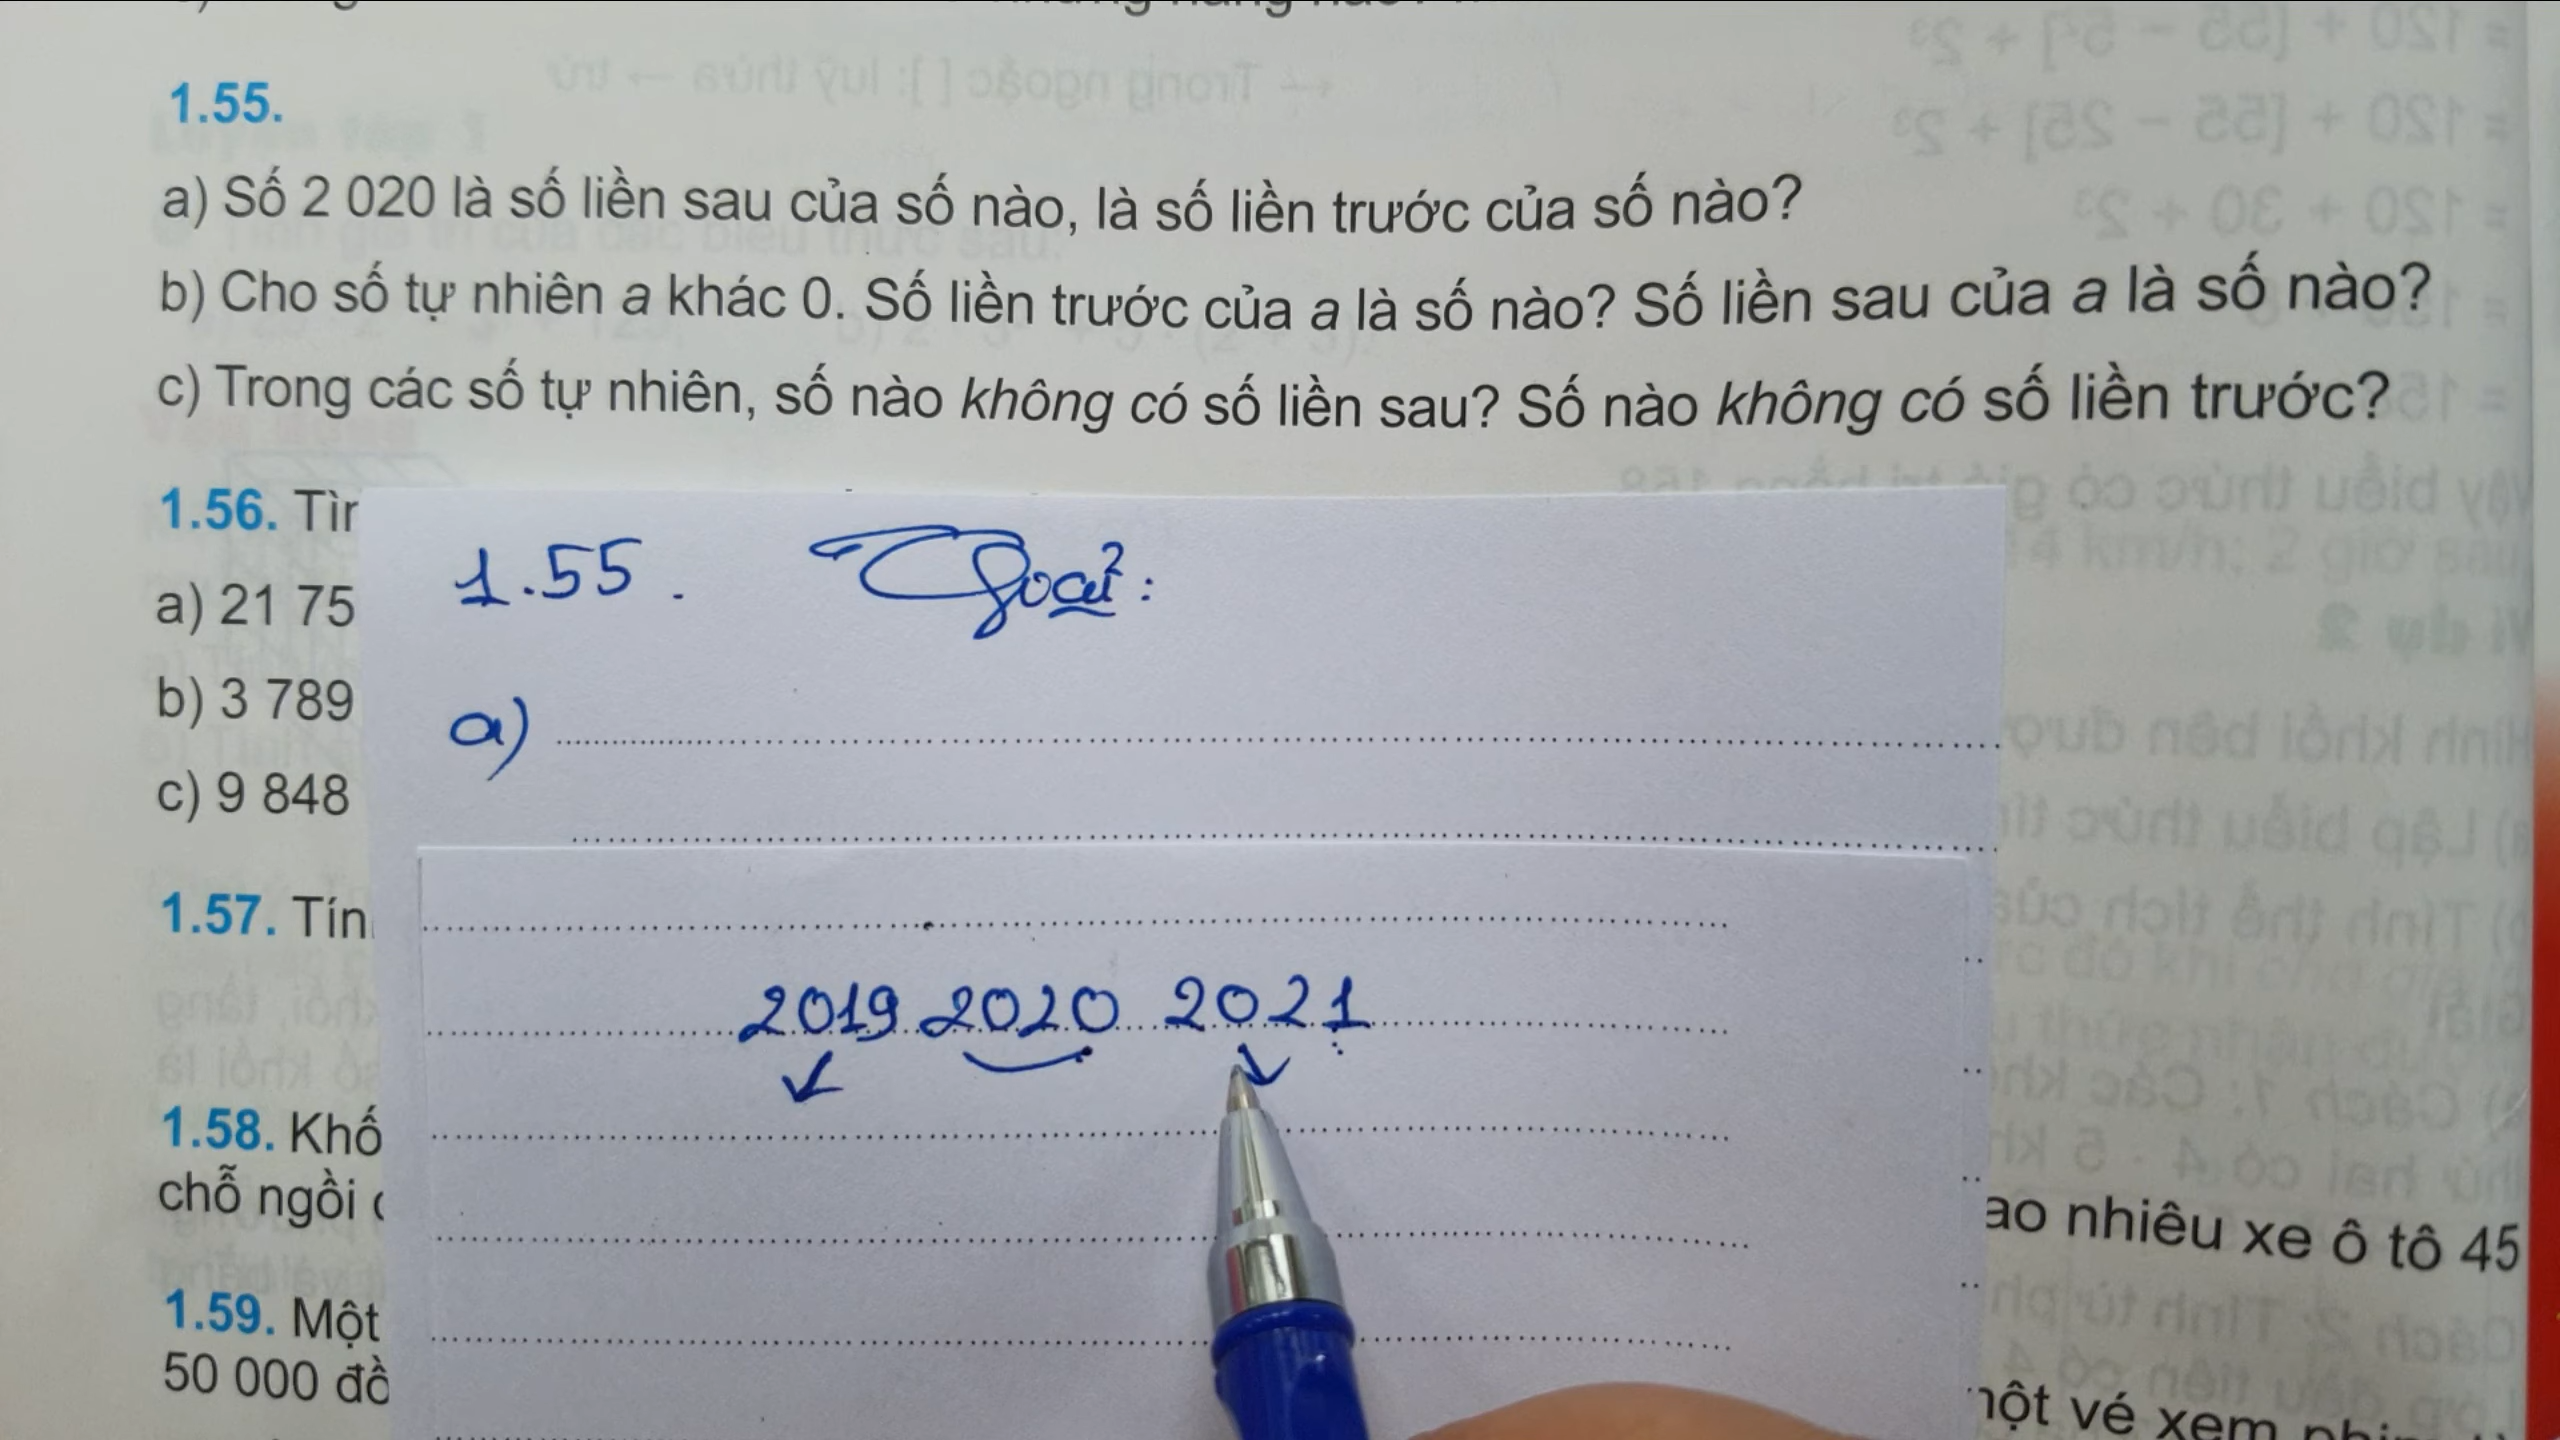 1.55.
a) Số 2 020 là số liền sau của số nào, là số liền trước của số nào?
b) Cho số tự nhiên a khác 0. Số liền trước của a là số nào? Số liền sau của a là số nào?
c) Trong các số tự nhiên, số nào không có số liền sau? Số nào không có số liền trước?
1.56.
a) 21 75
b) 3 789
c) 9 848
1.57.
1.58. Khố
chỗ ngồi
1.59. Một
50 000 đồ
1.55. Giải:
a)
2019 2020 2021
ao nhiêu xe ô tô 45
một vé xem